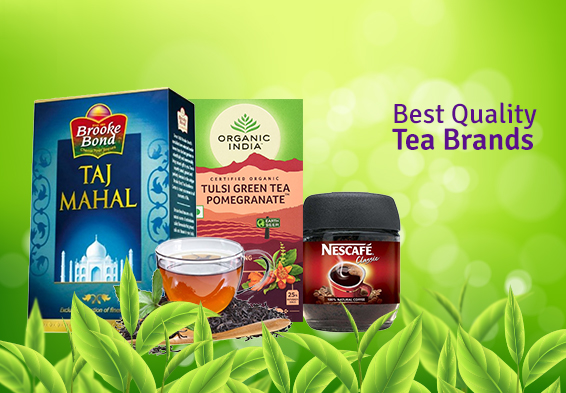 Best Quality
Tea Brands
Brooke
Bond
TAJ
MAHAL
ORGANIC
INDIA
CERTIFIED ORGANIC
TULSI GREEN TEA
POMEGRANATE
NESCAFÉ
Classic
100% NATURAL COFFEE
25